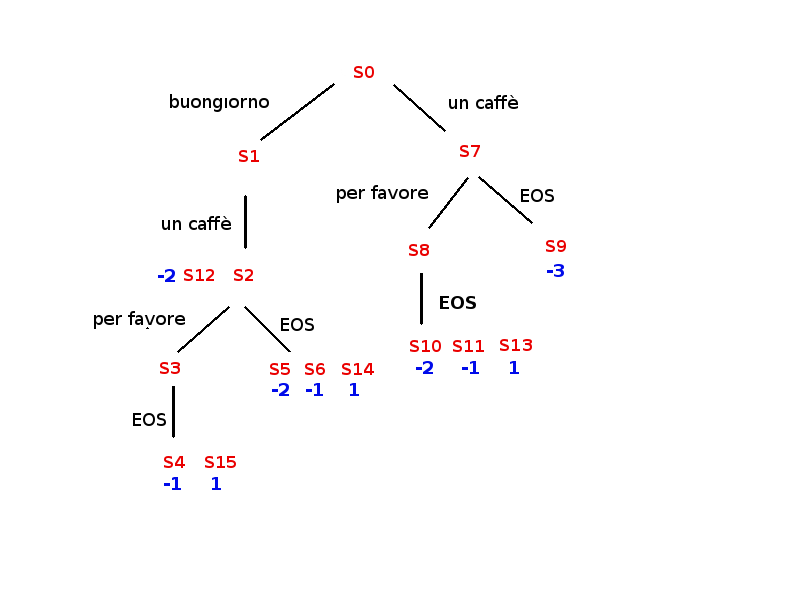 S0
buongiorno
un caffè
S1
S7
per favore
EOS
un caffè
S8
S9
-3
-2 S12 S2
EOS
per favore
EOS
S10 S11 S13
-2 -1 1
S3
S5 S6 S14
-2 -1 1
EOS
S4 S15
-1 1